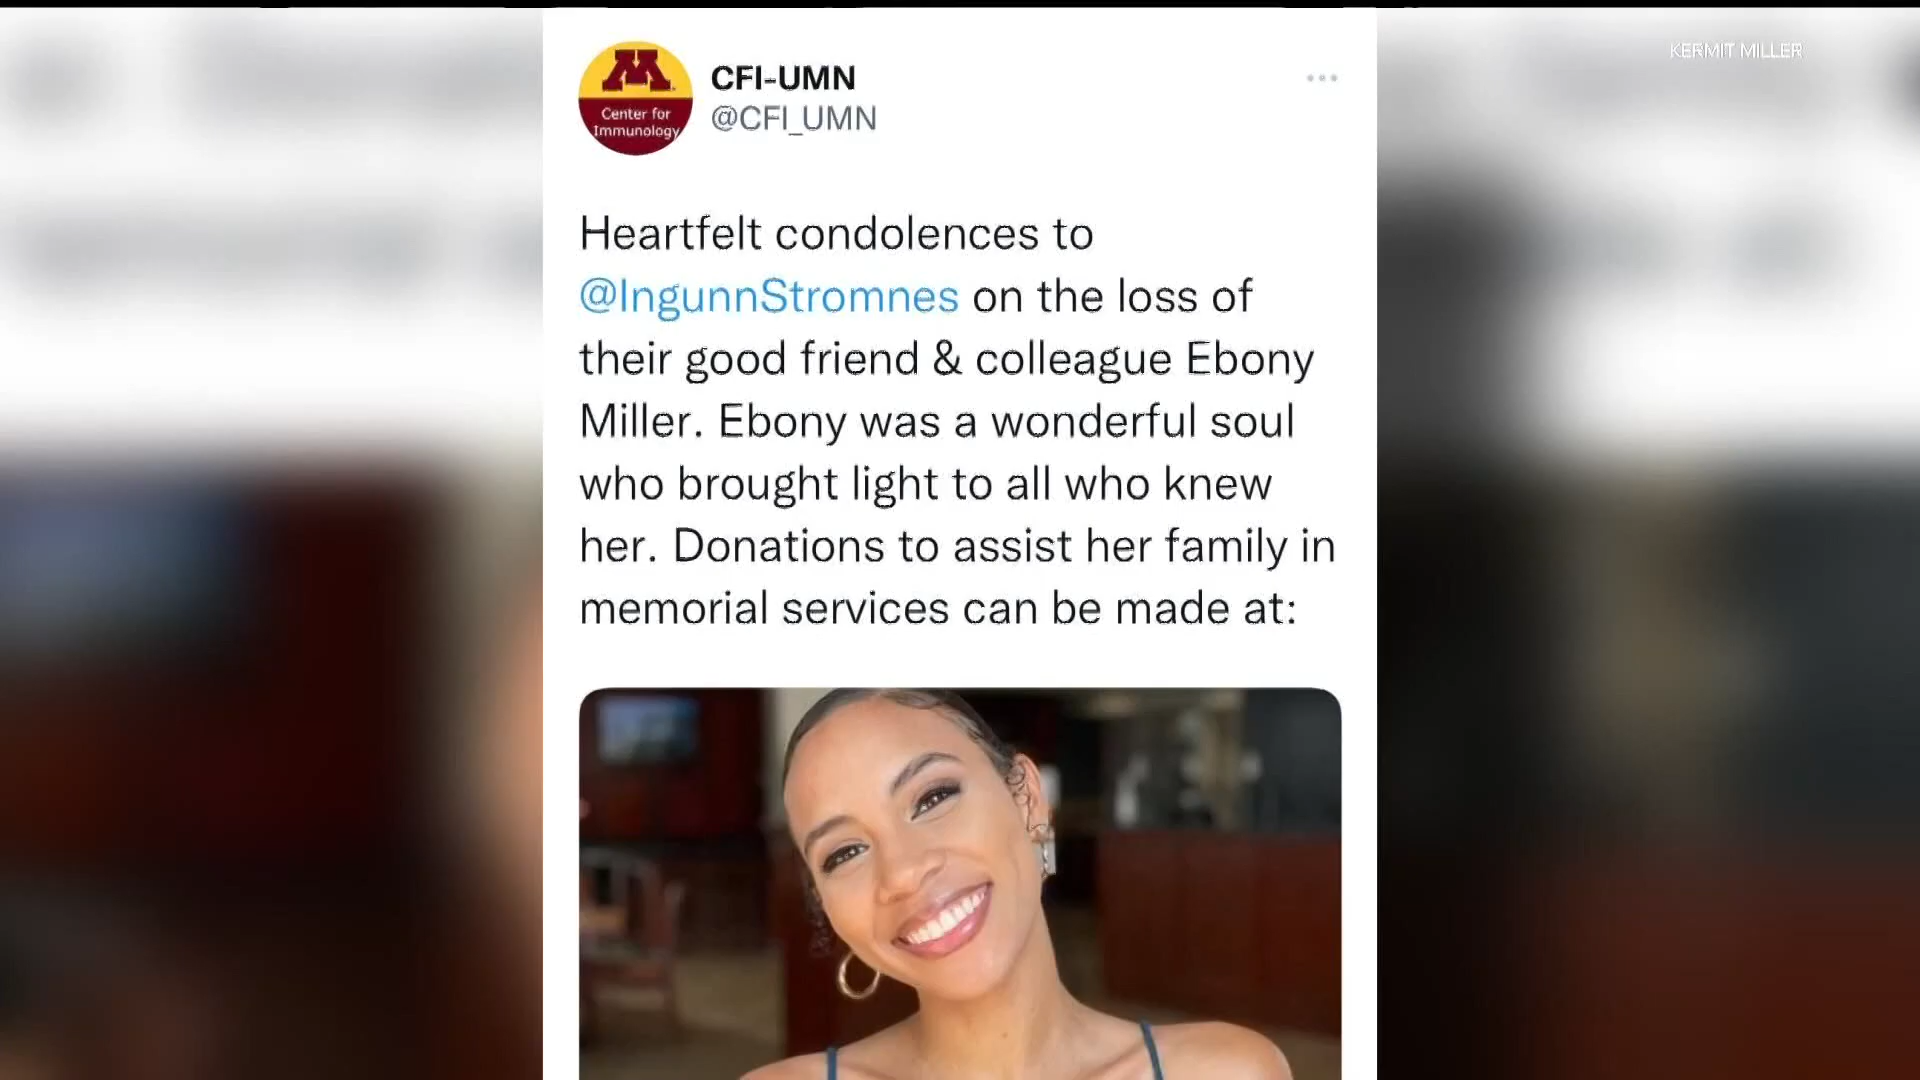 KERMIT MILLER
M
Center for
Immunology
CFI-UMN
@CFI_UMN
Heartfelt condolences to
@IngunnStromnes on the loss of
their good friend & colleague Ebony
Miller. Ebony was a wonderful soul
who brought light to all who knew
her. Donations to assist her family in
memorial services can be made at: